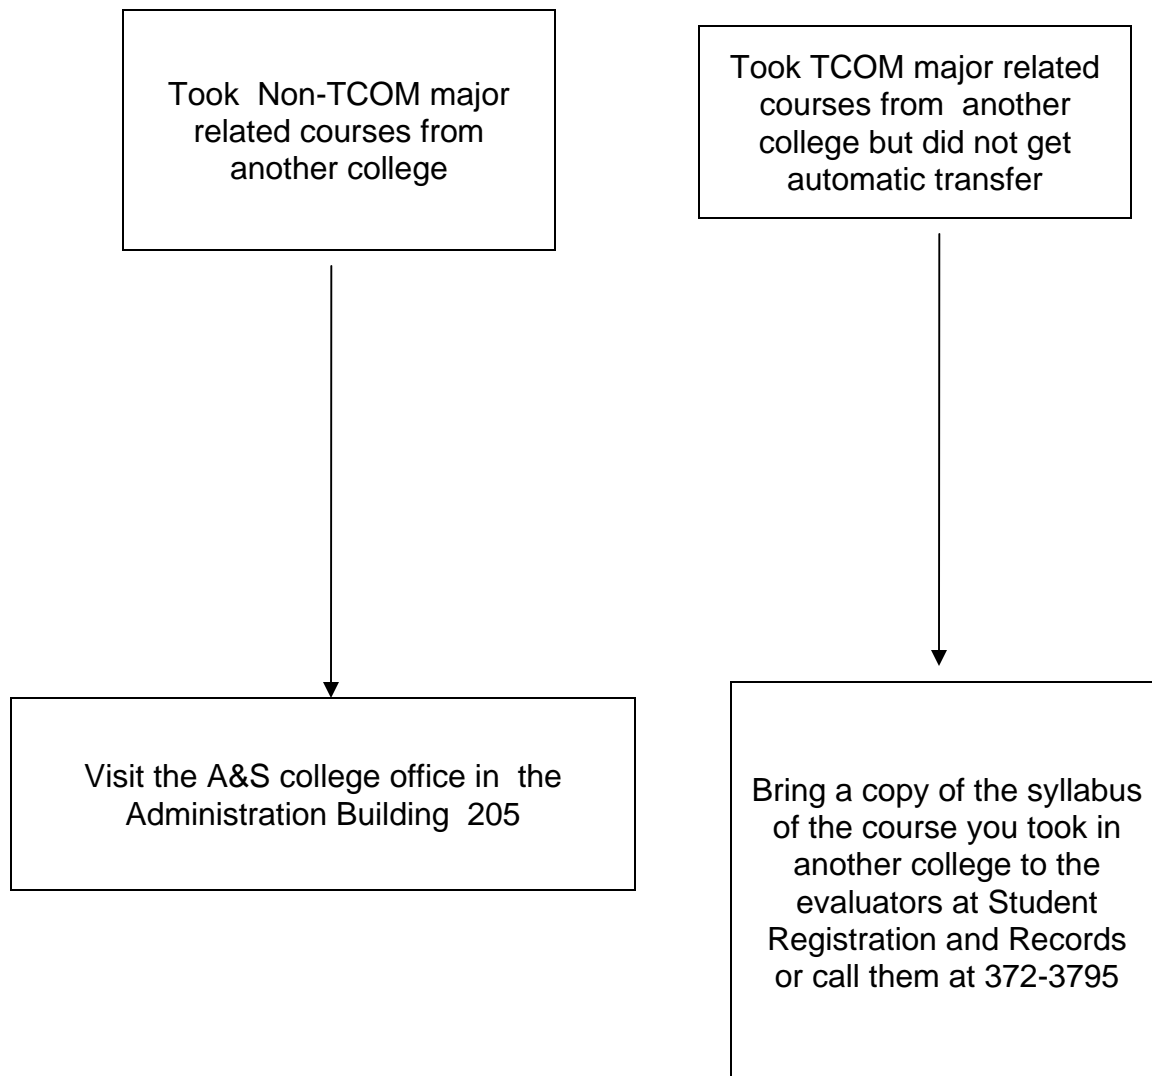 Took Non-TCOM major
related courses from
another college
Took TCOM major related
courses from another
college but did not get
automatic transfer
Visit the A&S college office in the
Administration Building 205
Bring a copy of the syllabus
of the course you took in
another college to the
evaluators at Student
Registration and Records
or call them at 372-3795